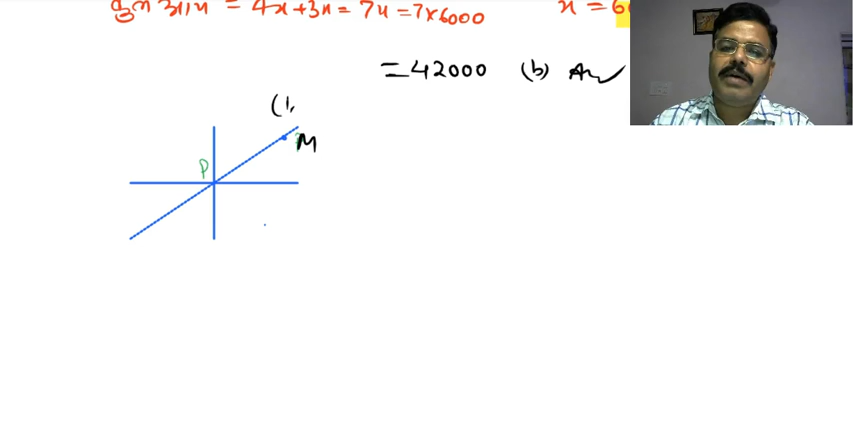 कुल आय = 4x+3x = 7x = 7×6000
x = 6
= 42000 (b) Ans
(1,
M
P